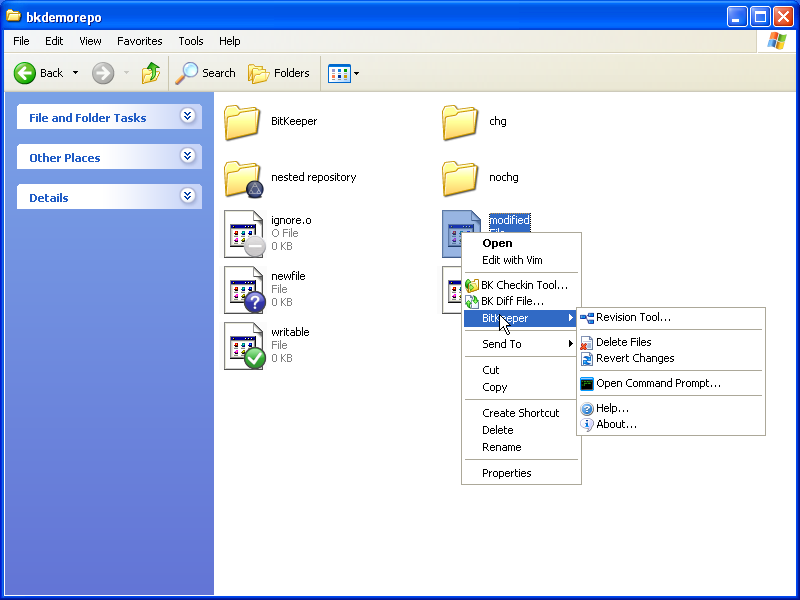 bkdemorepo
File Edit View Favorites Tools Help
Back Search Folders
File and Folder Tasks
Other Places
Details
BitKeeper
chg
nested repository
nochg
ignore.o
O File
0 KB
modified
File
newfile
File
0 KB
writable
File
0 KB
Open
Edit with Vim
BK Checkin Tool...
BK Diff File...
BitKeeper
Send To
Cut
Copy
Create Shortcut
Delete
Rename
Properties
Revision Tool...
Delete Files
Revert Changes
Open Command Prompt...
Help...
About...